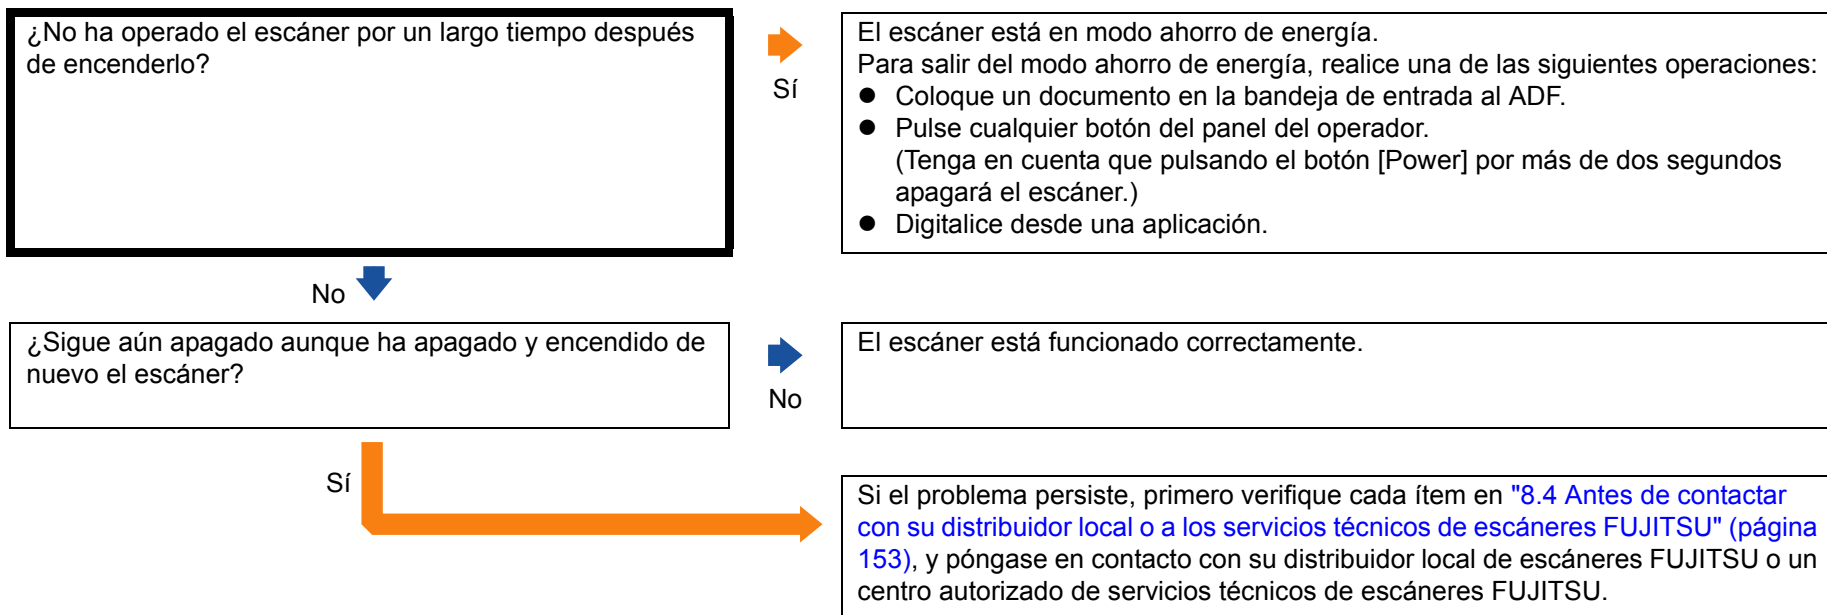 ¿No ha operado el escáner por un largo tiempo después
de encenderlo?
Sí
El escáner está en modo ahorro de energía.
Para salir del modo ahorro de energía, realice una de las siguientes operaciones:
● Coloque un documento en la bandeja de entrada al ADF.
● Pulse cualquier botón del panel del operador.
(Tenga en cuenta que pulsando el botón [Power] por más de dos segundos
apagará el escáner.)
● Digitalice desde una aplicación.
No
¿Sigue aún apagado aunque ha apagado y encendido de
nuevo el escáner?
No
El escáner está funcionado correctamente.
Sí
Si el problema persiste, primero verifique cada ítem en "8.4 Antes de contactar
con su distribuidor local o a los servicios técnicos de escáneres FUJITSU" (página
153), y póngase en contacto con su distribuidor local de escáneres FUJITSU o un
centro autorizado de servicios técnicos de escáneres FUJITSU.